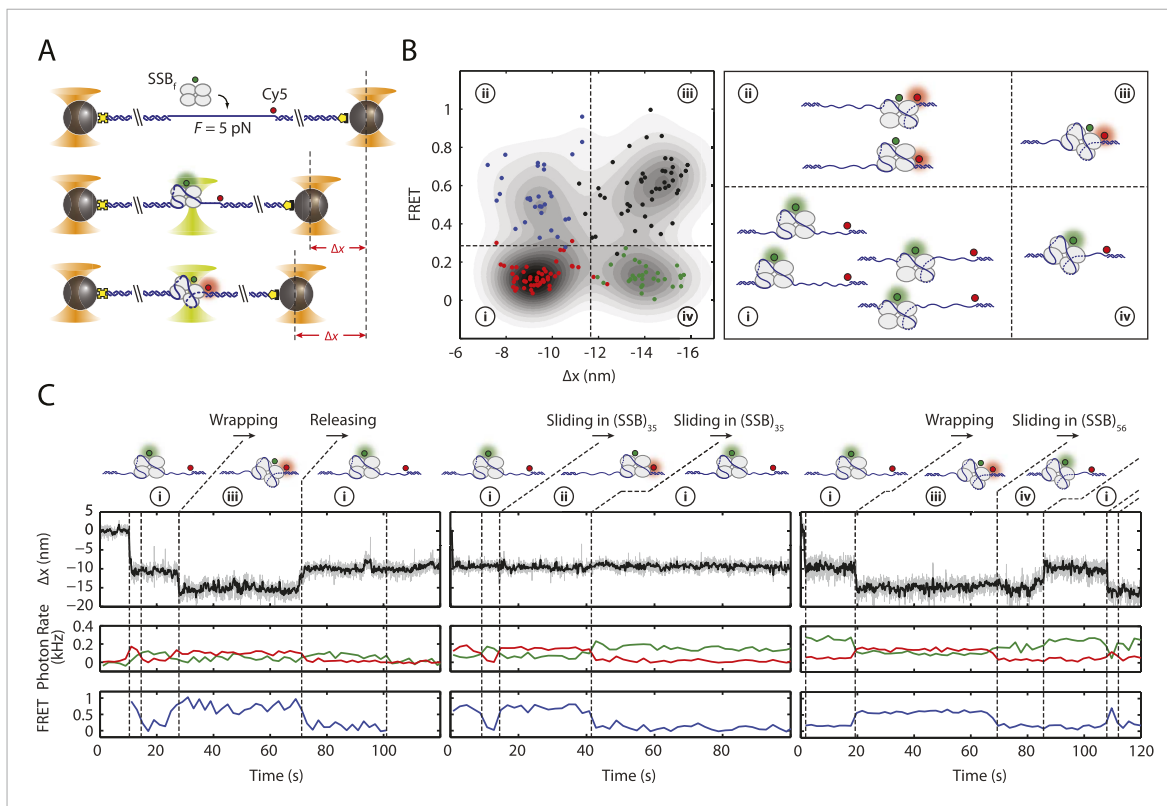 A
SSBf
Cy5
F = 5 pN
Δx
Δx
B
ii
iii
i
iv
FRET
1
0.8
0.6
0.4
0.2
0
-6
-8
-10
-12
-14
-16
Δx (nm)
ii
iii
i
iv
C
Wrapping
Releasing
Sliding in (SSB)35
Sliding in (SSB)35
Wrapping
Sliding in (SSB)56
i
iii
i
i
ii
i
i
iii
iv
i
Δx (nm)
5
0
−5
−10
−15
−20
Photon Rate (kHz)
0.4
0.2
0
FRET
1
0.5
0
0 20 40 60 80 100
0 20 40 60 80
0 20 40 60 80 100 120
Time (s)
Time (s)
Time (s)